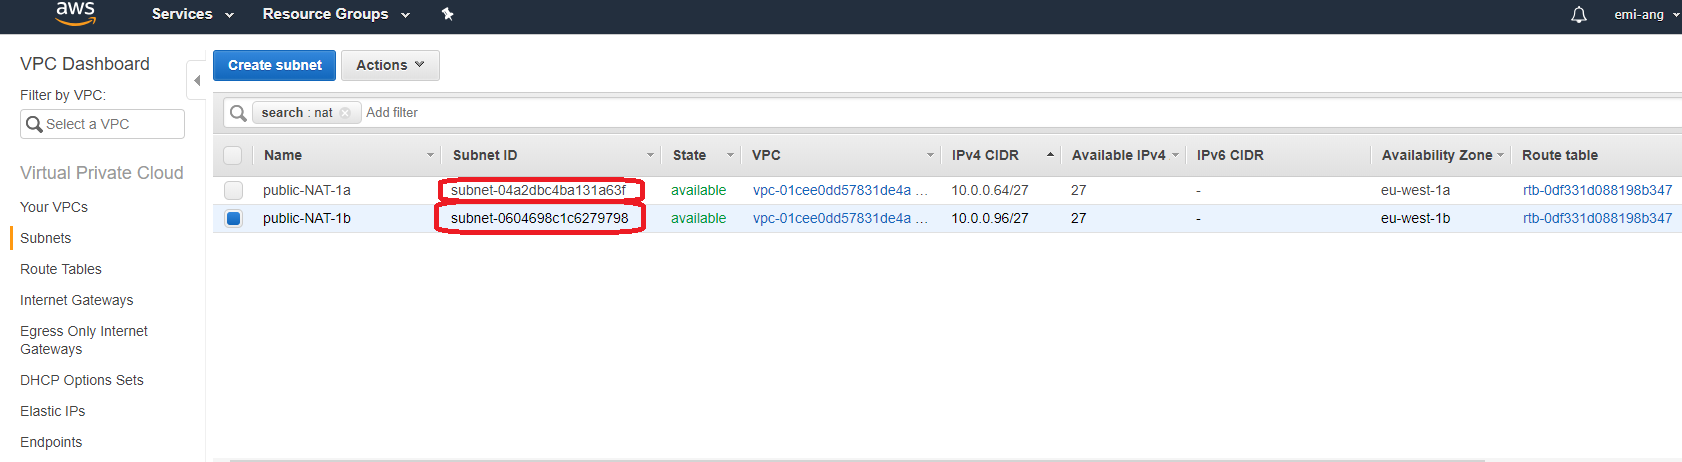 aws Services Resource Groups emi-ang
VPC Dashboard
Filter by VPC:
Select a VPC
Virtual Private Cloud
Your VPCs
Subnets
Route Tables
Internet Gateways
Egress Only Internet
Gateways
DHCP Options Sets
Elastic IPs
Endpoints
Create subnet Actions
search : nat Add filter
Name Subnet ID State VPC IPv4 CIDR Available IPv4 IPv6 CIDR Availability Zone Route table
public-NAT-1a subnet-04a2dbc4ba131a63f available vpc-01cee0dd57831de4a ... 10.0.0.64/27 27 - eu-west-1a rtb-0df331d088198b347
public-NAT-1b subnet-0604698c1c6279798 available vpc-01cee0dd57831de4a ... 10.0.0.96/27 27 - eu-west-1b rtb-0df331d088198b347